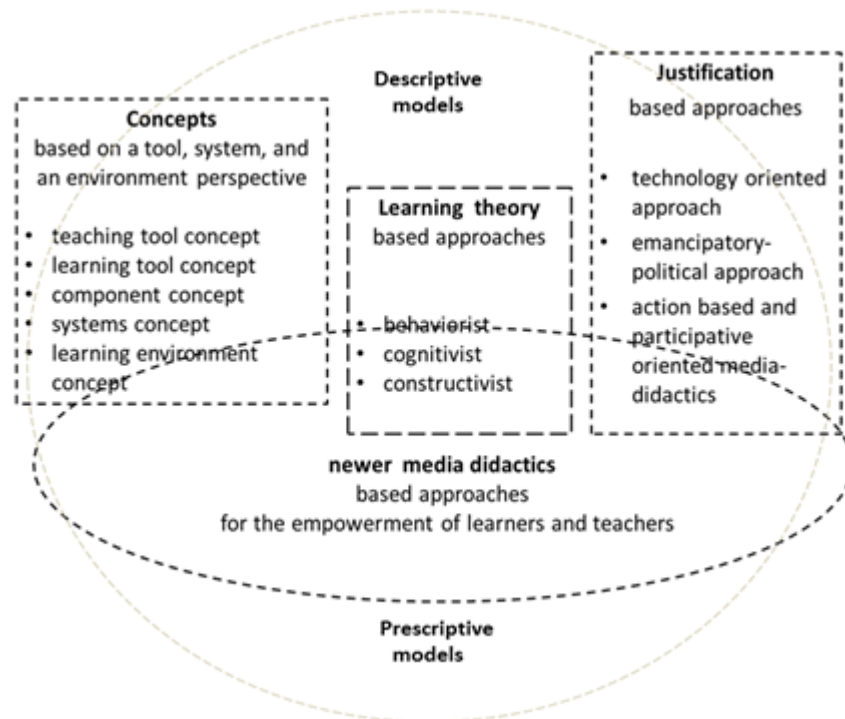 Descriptive
models
Concepts
based on a tool, system, and
an environment perspective
• teaching tool concept
• learning tool concept
• component concept
• systems concept
• learning environment
concept
Learning theory
based approaches
• behaviorist
• cognitivist
• constructivist
Justification
based approaches
• technology oriented
approach
• emancipatory-
political approach
• action based and
participative
oriented media-
didactics
newer media didactics
based approaches
for the empowerment of learners and teachers
Prescriptive
models